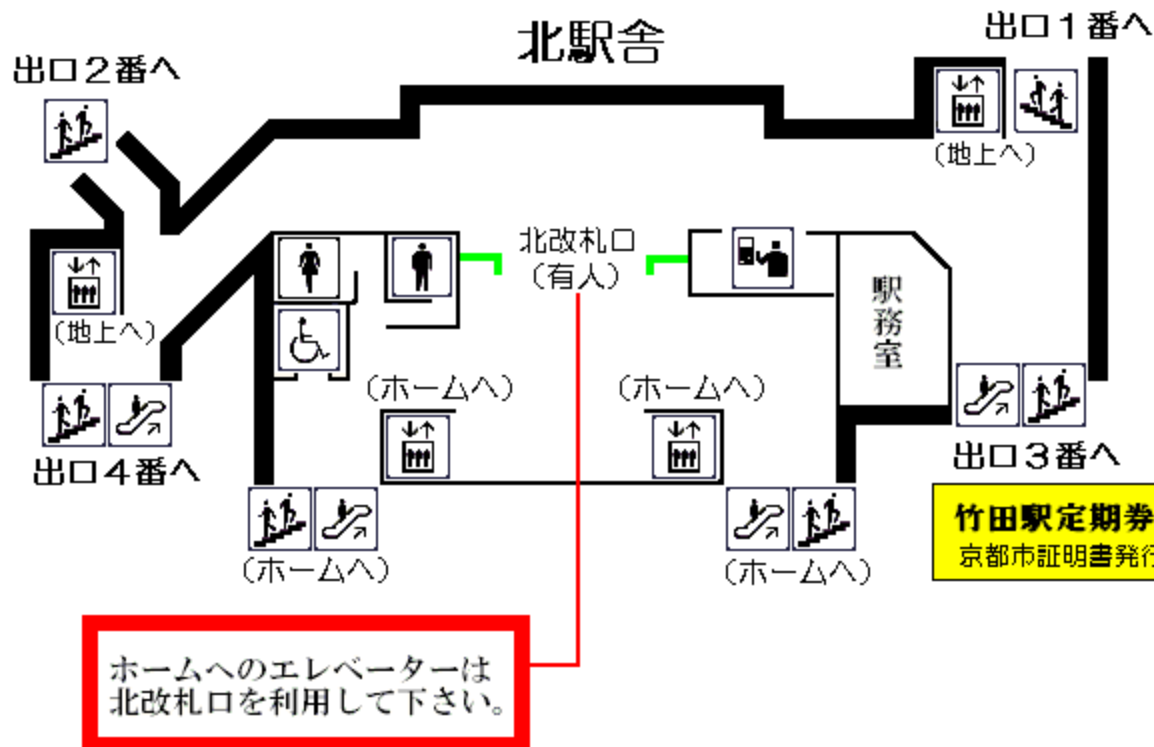 北駅舎
出口１番へ
出口２番へ
（地上へ）
北改札口
（有人）
駅務室
（地上へ）
（ホームへ）
（ホームへ）
出口４番へ
出口３番へ
（ホームへ）
（ホームへ）
竹田駅定期券
京都市証明書発行
ホームへのエレベーターは
北改札口を利用して下さい。